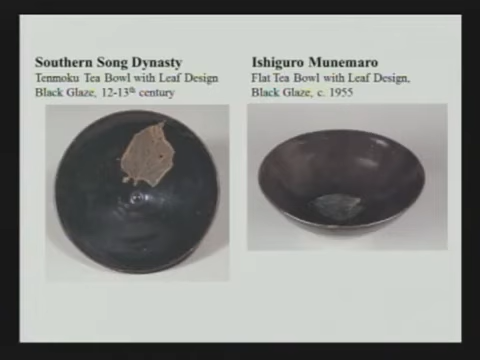 Southern Song Dynasty
Tenmoku Tea Bowl with Leaf Design
Black Glaze, 12-13th century
Ishiguro Munemaro
Flat Tea Bowl with Leaf Design,
Black Glaze, c. 1955